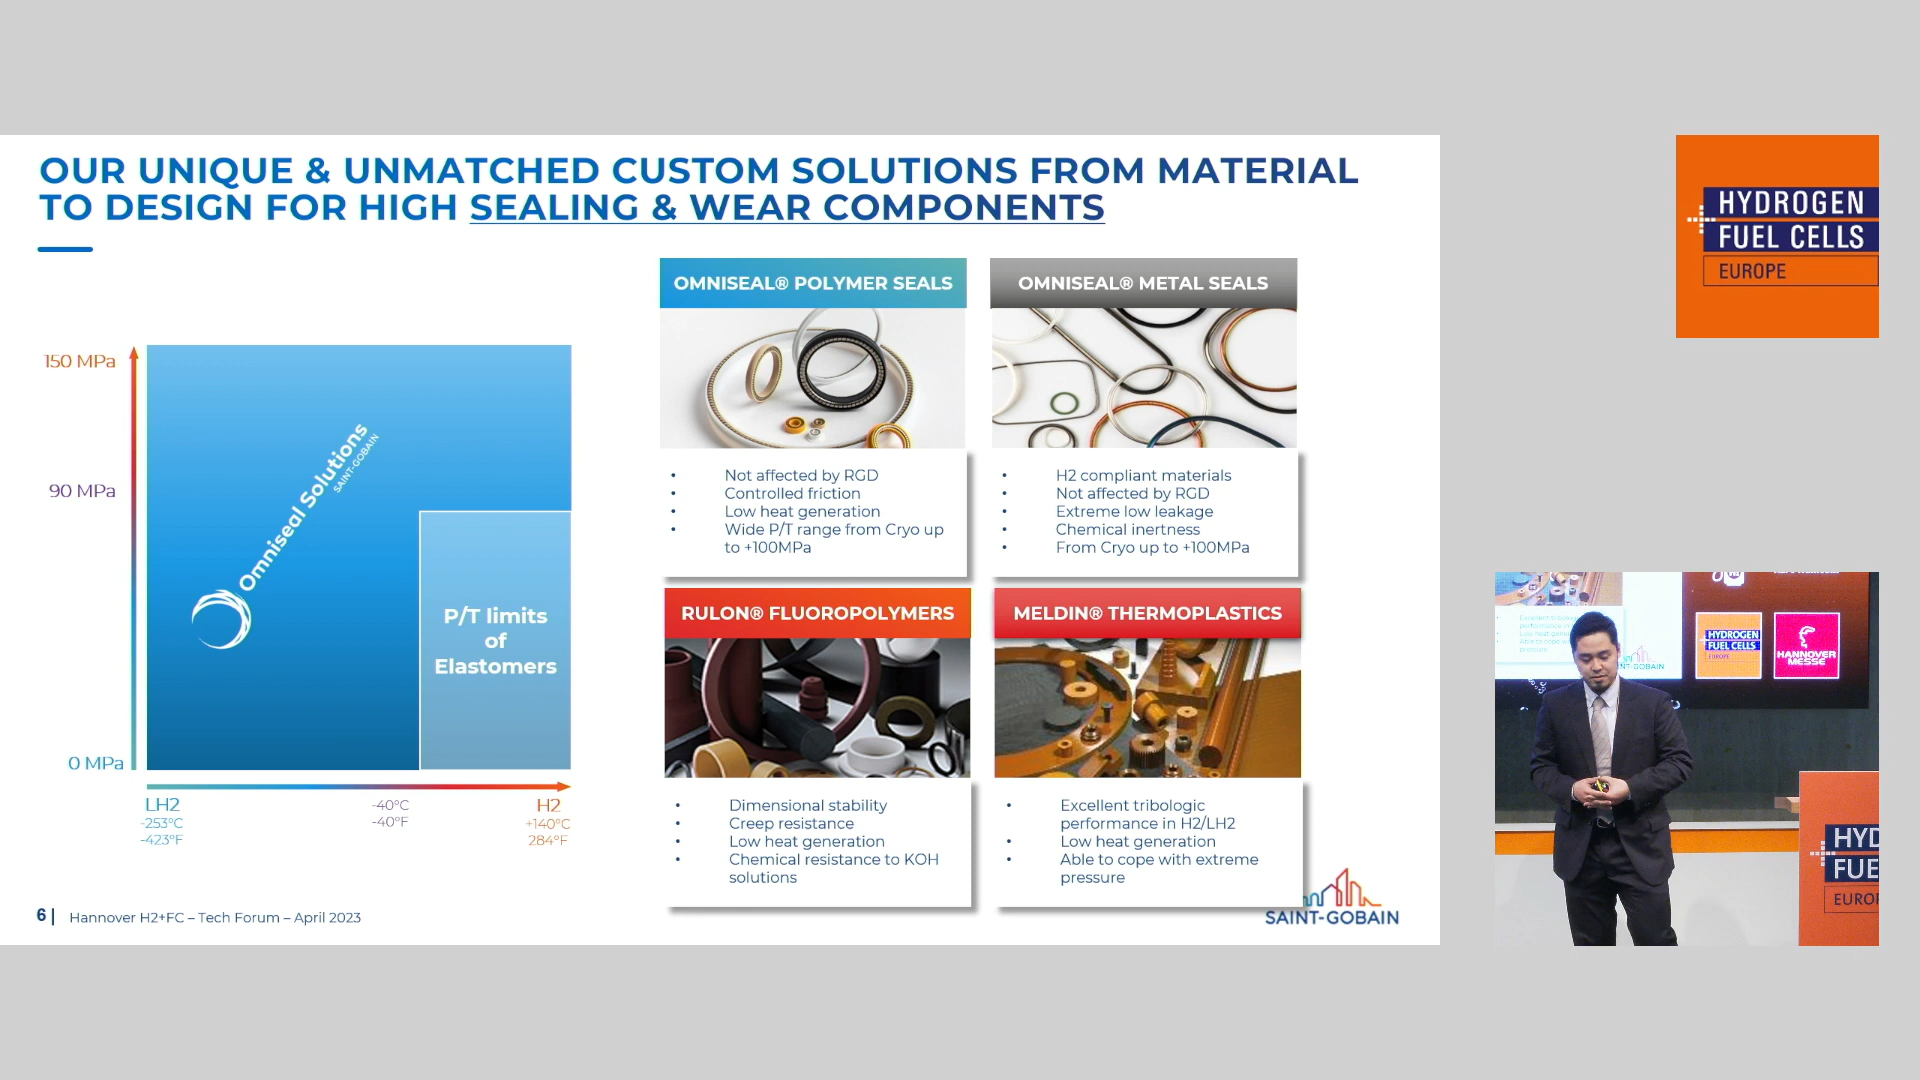 OUR UNIQUE & UNMATCHED CUSTOM SOLUTIONS FROM MATERIAL
TO DESIGN FOR HIGH SEALING & WEAR COMPONENTS
150 MPa
90 MPa
0 MPa
Omniseal Solutions
SAINT-GOBAIN
P/T limits
of
Elastomers
LH2
-253°C
-423°F
-40°C
-40°F
H2
+140°C
284°F
OMNISEAL® POLYMER SEALS
• Not affected by RGD
• Controlled friction
• Low heat generation
• Wide P/T range from Cryo up
to +100MPa
OMNISEAL® METAL SEALS
• H2 compliant materials
• Not affected by RGD
• Extreme low leakage
• Chemical inertness
• From Cryo up to +100MPa
RULON® FLUOROPOLYMERS
• Dimensional stability
• Creep resistance
• Low heat generation
• Chemical resistance to KOH
solutions
MELDIN® THERMOPLASTICS
• Excellent tribologic
performance in H2/LH2
• Low heat generation
• Able to cope with extreme
pressure
6 | Hannover H2+FC – Tech Forum – April 2023
SAINT-GOBAIN
HYDROGEN
FUEL CELLS
EUROPE
HYDROGEN
FUEL CELLS
EUROPE
HANNOVER
MESSE
HYD
FUE
EURO